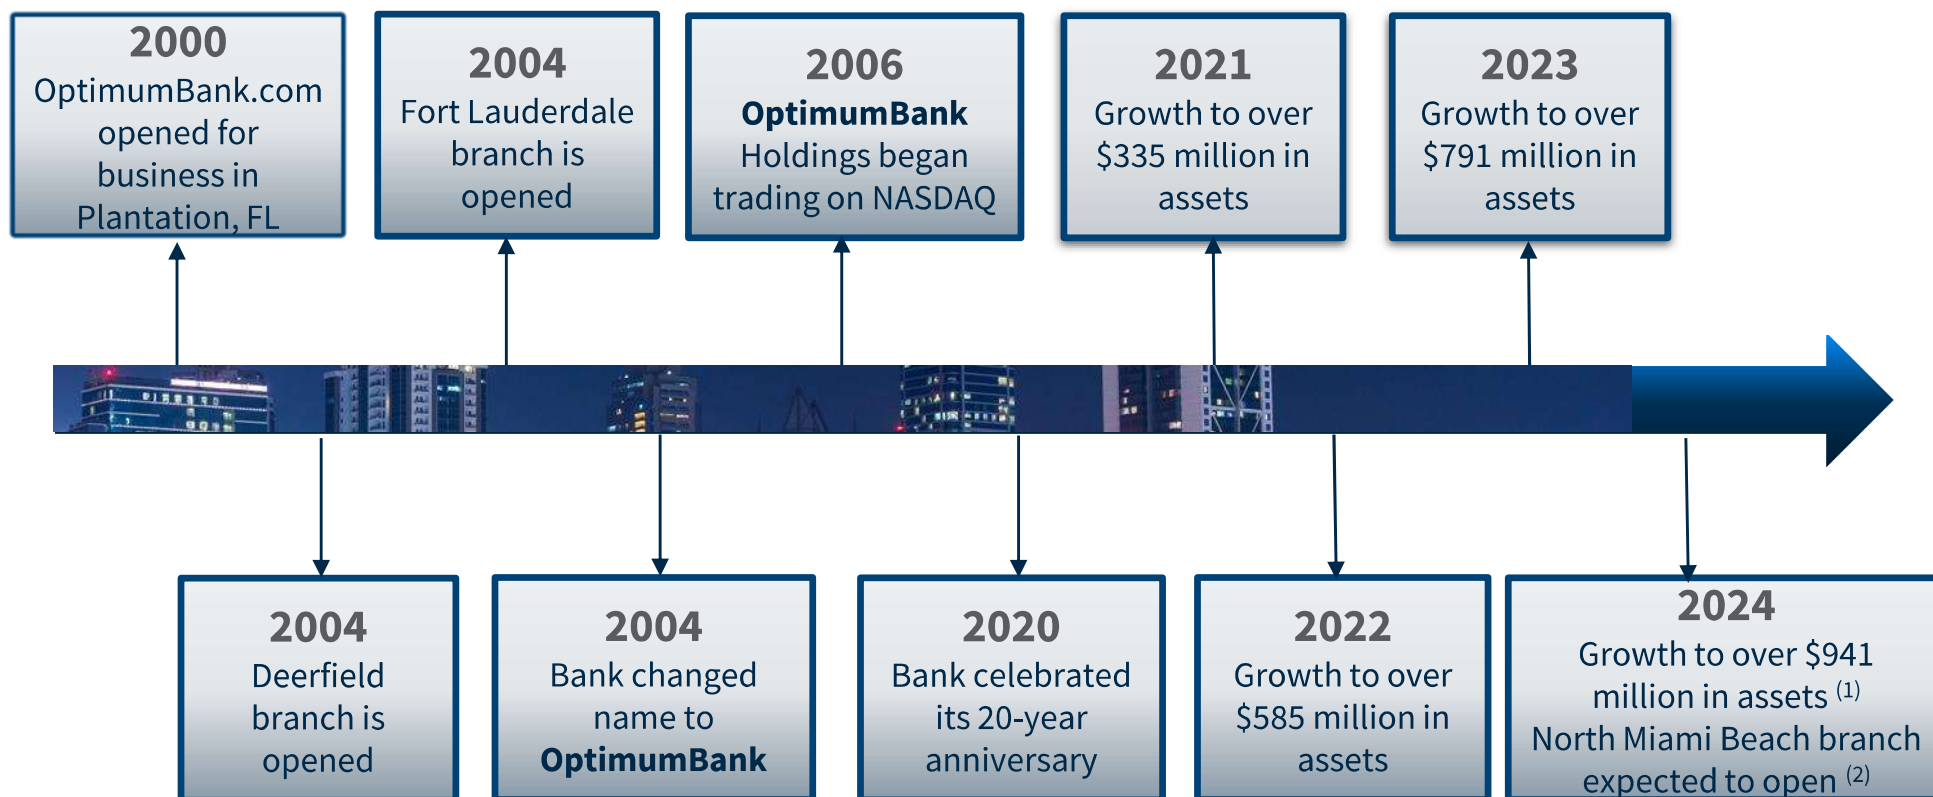 2000
OptimumBank.com
opened for
business in
Plantation, FL
2004
Fort Lauderdale
branch is
opened
2006
OptimumBank
Holdings began
trading on NASDAQ
2021
Growth to over
$335 million in
assets
2023
Growth to over
$791 million in
assets
2004
Deerfield
branch is
opened
2004
Bank changed
name to
OptimumBank
2020
Bank celebrated
its 20-year
anniversary
2022
Growth to over
$585 million in
assets
2024
Growth to over $941
million in assets (1)
North Miami Beach branch
expected to open (2)